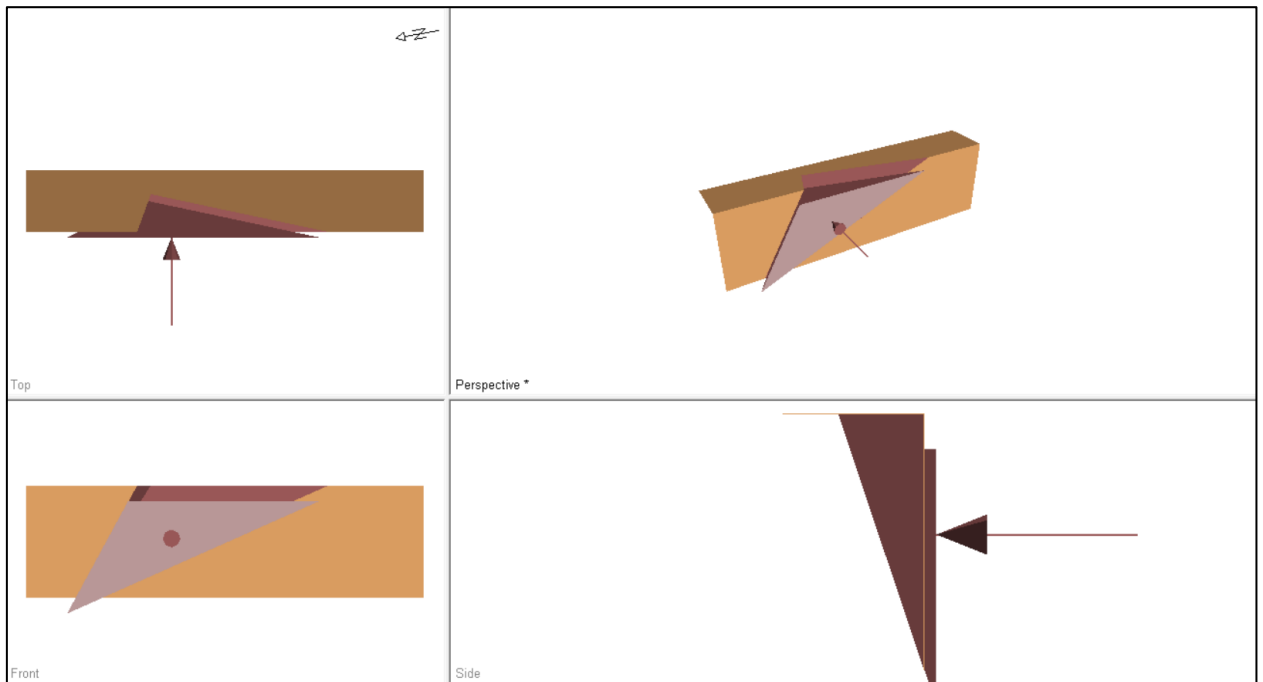 Z
Top
Perspective *
Front
Side